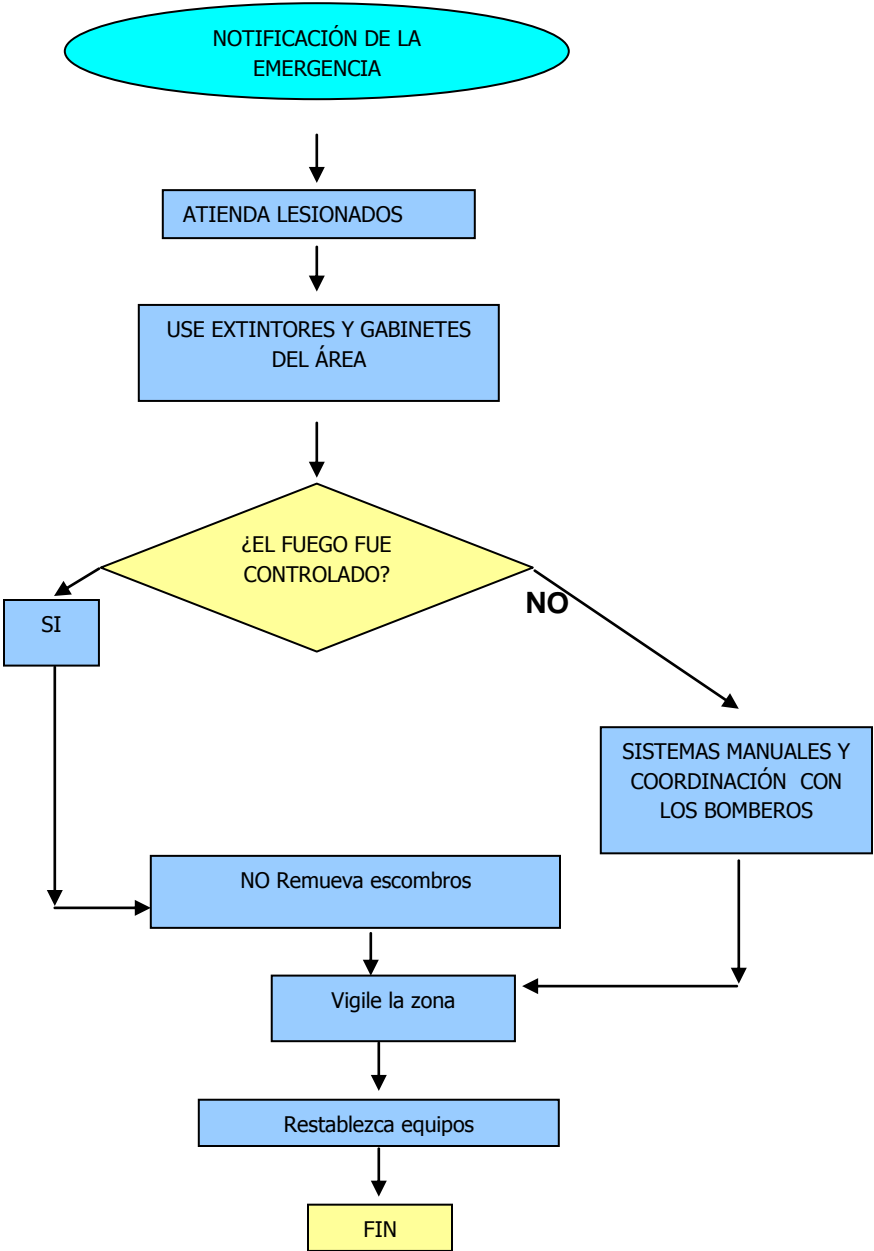 NOTIFICACIÓN DE LA
EMERGENCIA
ATIENDA LESIONADOS
USE EXTINTORES Y GABINETES
DEL ÁREA
¿EL FUEGO FUE
CONTROLADO?
SI
NO
SISTEMAS MANUALES Y
COORDINACIÓN CON
LOS BOMBEROS
NO Remueva escombros
Vigile la zona
Restablezca equipos
FIN